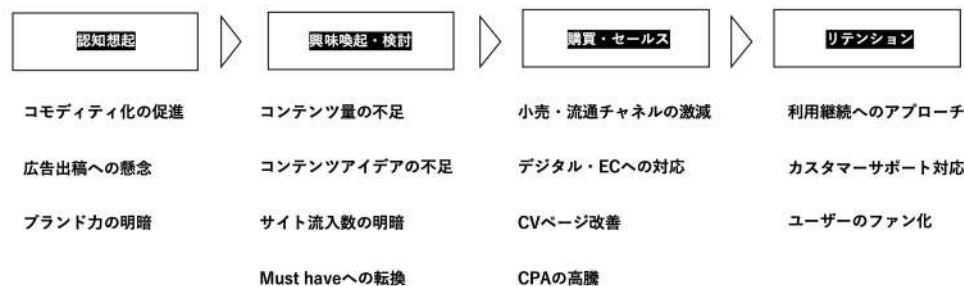 認知想起
興味喚起・検討
購買・セールス
リテンション
コモディティ化の促進
広告出稿への懸念
ブランド力の明暗
コンテンツ量の不足
コンテンツアイデアの不足
サイト流入数の明暗
Must haveへの転換
小売・流通チャネルの激減
デジタル・ECへの対応
CVページ改善
CPAの高騰
利用継続へのアプローチ
カスタマーサポート対応
ユーザーのファン化